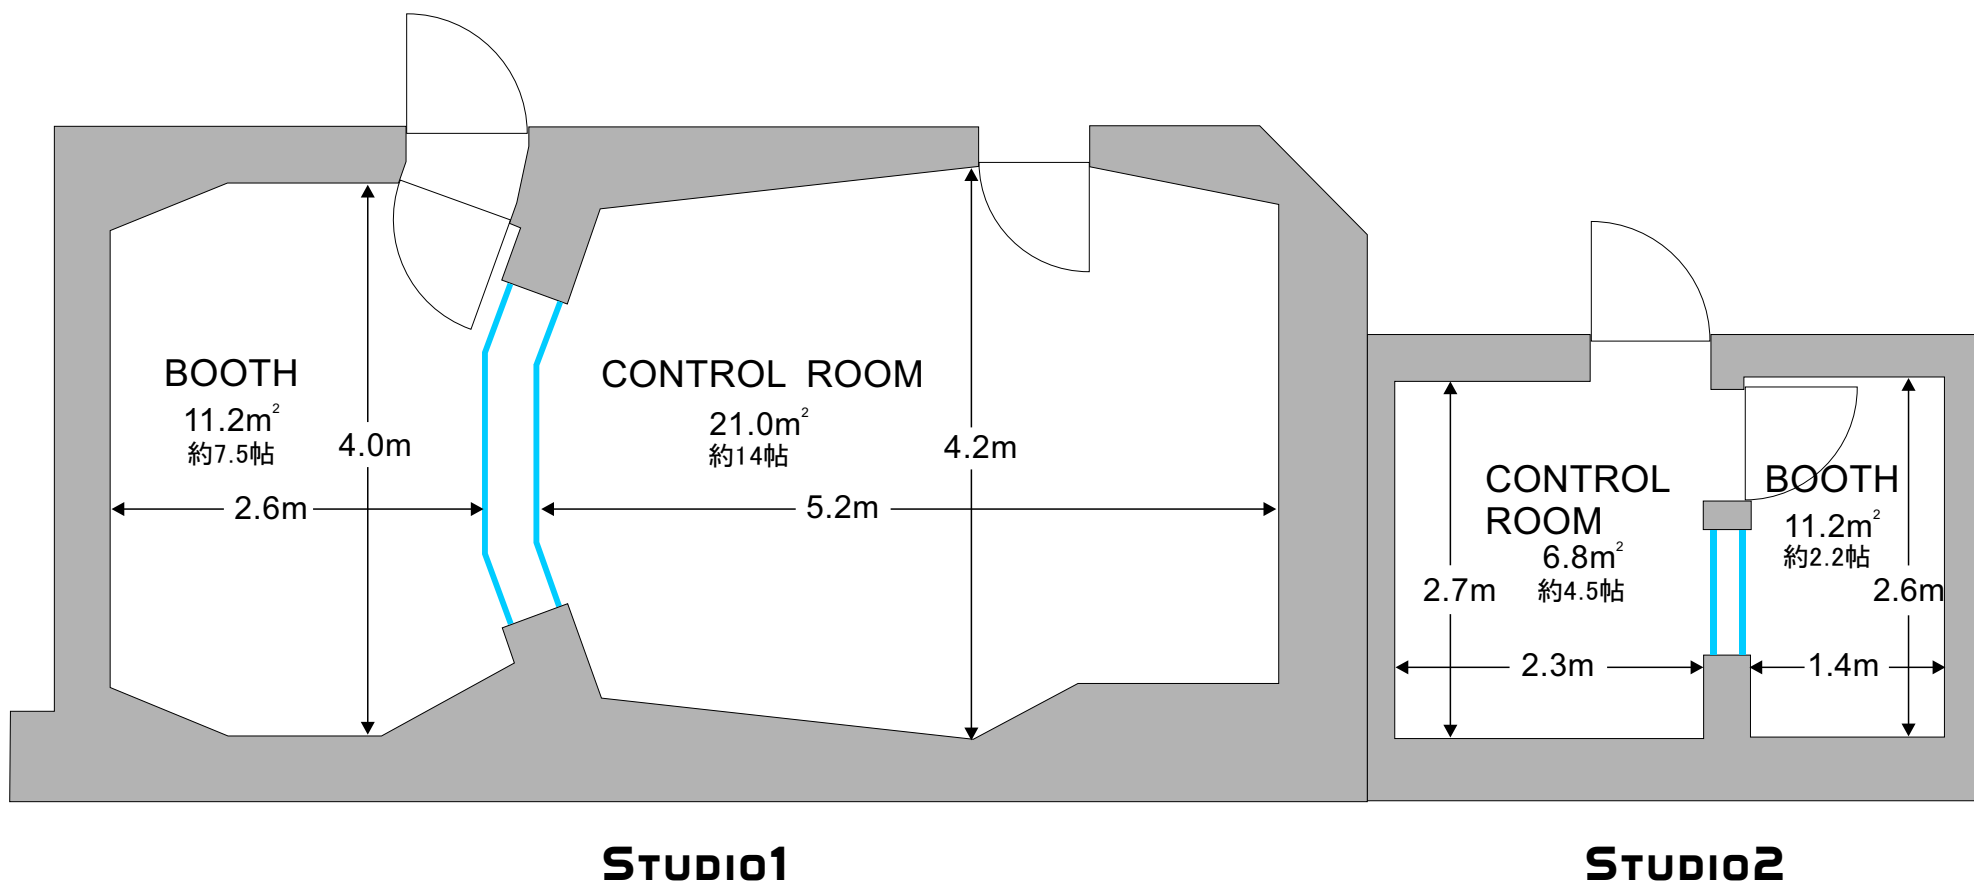 BOOTH
11.2m²
約7.5帖
4.0m
2.6m
CONTROL ROOM
21.0m²
約14帖
4.2m
5.2m
CONTROL
ROOM
6.8m²
約4.5帖
2.7m
2.3m
BOOTH
11.2m²
約2.2帖
2.6m
1.4m
STUDIO1
STUDIO2